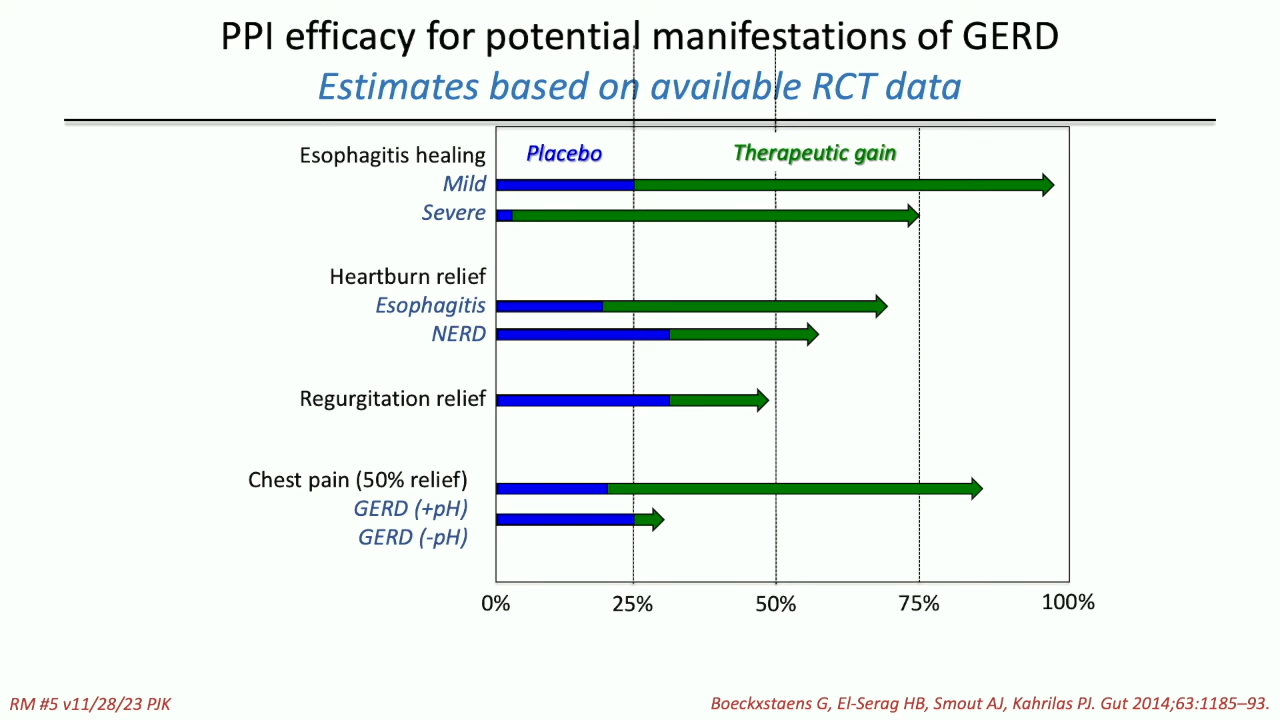 PPI efficacy for potential manifestations of GERD
Estimates based on available RCT data
Esophagitis healing
Placebo
Therapeutic gain
Mild
Severe
Heartburn relief
Esophagitis
NERD
Regurgitation relief
Chest pain (50% relief)
GERD (+pH)
GERD (-pH)
0% 25% 50% 75% 100%
RM #5 v11/28/23 PJK
Boeckxstaens G, El-Serag HB, Smout AJ, Kahrilas PJ. Gut 2014;63:1185–93.